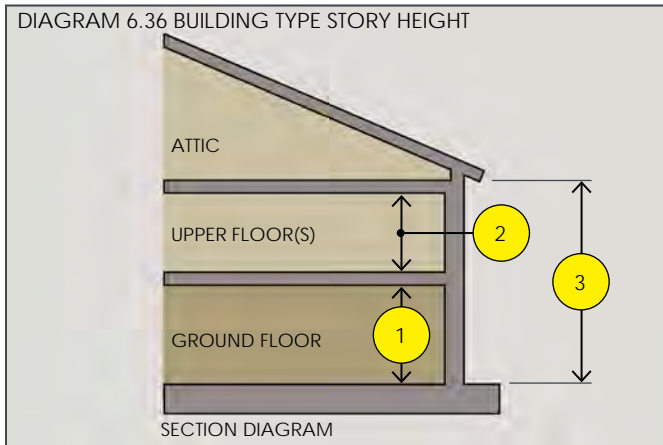 DIAGRAM 6.36 BUILDING TYPE STORY HEIGHT
ATTIC
UPPER FLOOR(S)
2
3
GROUND FLOOR
1
SECTION DIAGRAM